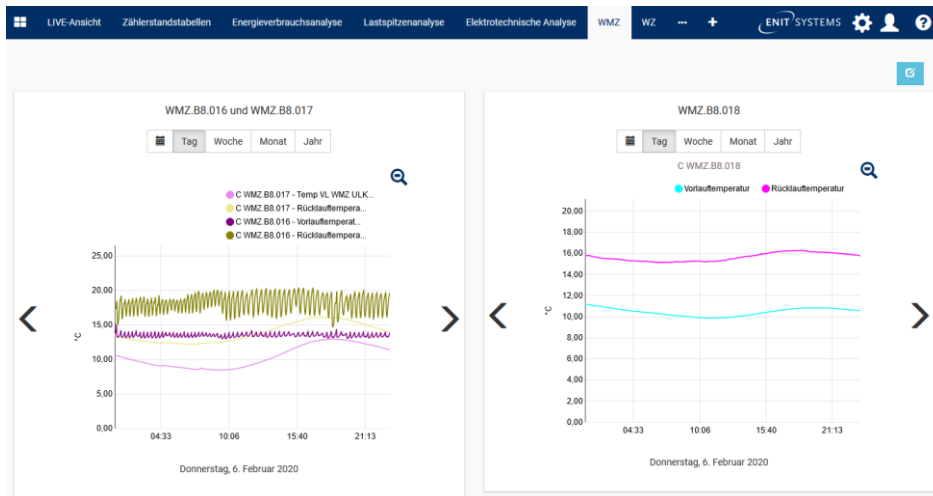 LIVE-Ansicht Zählerstandstabellen Energieverbrauchsanalyse Lastspitzenanalyse Elektrotechnische Analyse WMZ WZ ••• + ENIT SYSTEMS ?
WMZ.B8.016 und WMZ.B8.017
Tag Woche Monat Jahr
C WMZ.B8.017 - Temp VL WMZ ULK...
C WMZ.B8.017 - Rücklauftempera...
C WMZ.B8.016 - Vorlauftemperat...
C WMZ.B8.016 - Rücklauftempera...
25,00
20,00
15,00
10,00
5,00
0,00
°C
04:33 10:06 15:40 21:13
Donnerstag, 6. Februar 2020
WMZ.B8.018
Tag Woche Monat Jahr
C WMZ.B8.018
Vorlauftemperatur Rücklauftemperatur
20,00
18,00
16,00
14,00
12,00
10,00
8,00
6,00
4,00
2,00
0,00
°C
04:33 10:06 15:40 21:13
Donnerstag, 6. Februar 2020